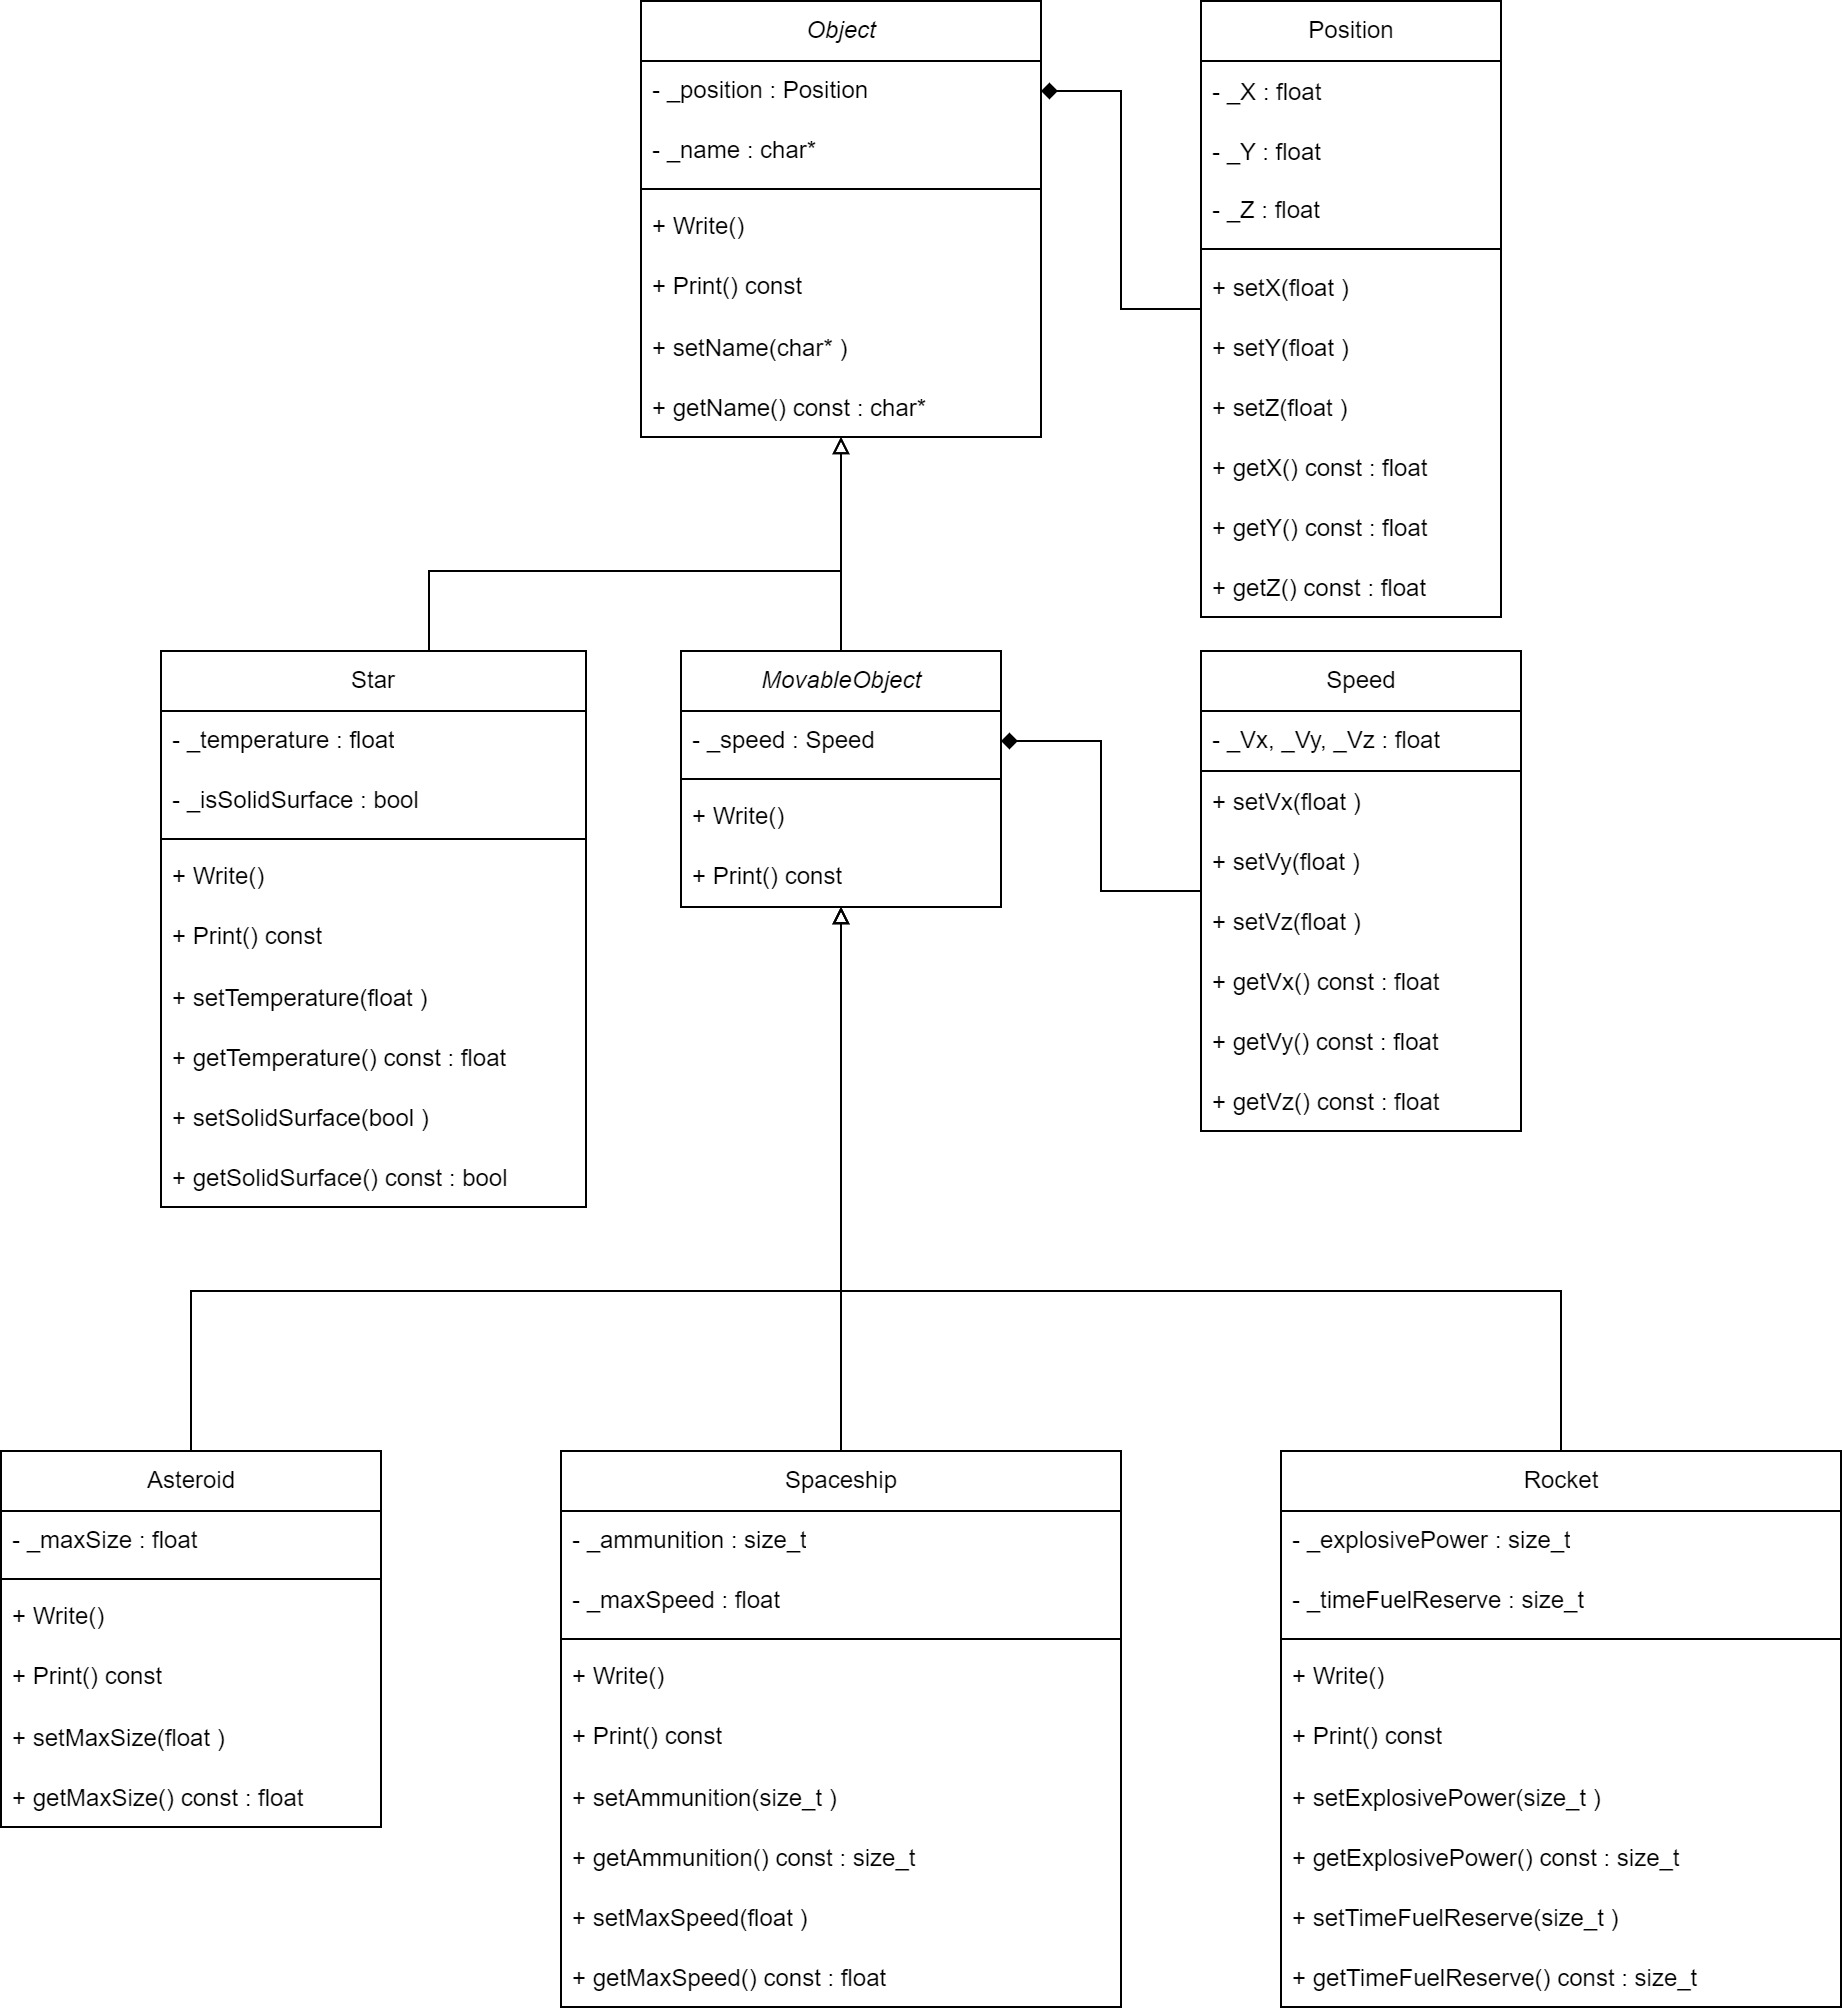 Object
- _position : Position
- _name : char*
+ Write()
+ Print() const
+ setName(char* )
+ getName() const : char*
Position
- _X : float
- _Y : float
- _Z : float
+ setX(float )
+ setY(float )
+ setZ(float )
+ getX() const : float
+ getY() const : float
+ getZ() const : float
Star
- _temperature : float
- _isSolidSurface : bool
+ Write()
+ Print() const
+ setTemperature(float )
+ getTemperature() const : float
+ setSolidSurface(bool )
+ getSolidSurface() const : bool
MovableObject
- _speed : Speed
+ Write()
+ Print() const
Speed
- _Vx, _Vy, _Vz : float
+ setVx(float )
+ setVy(float )
+ setVz(float )
+ getVx() const : float
+ getVy() const : float
+ getVz() const : float
Asteroid
- _maxSize : float
+ Write()
+ Print() const
+ setMaxSize(float )
+ getMaxSize() const : float
Spaceship
- _ammunition : size_t
- _maxSpeed : float
+ Write()
+ Print() const
+ setAmmunition(size_t )
+ getAmmunition() const : size_t
+ setMaxSpeed(float )
+ getMaxSpeed() const : float
Rocket
- _explosivePower : size_t
- _timeFuelReserve : size_t
+ Write()
+ Print() const
+ setExplosivePower(size_t )
+ getExplosivePower() const : size_t
+ setTimeFuelReserve(size_t )
+ getTimeFuelReserve() const : size_t